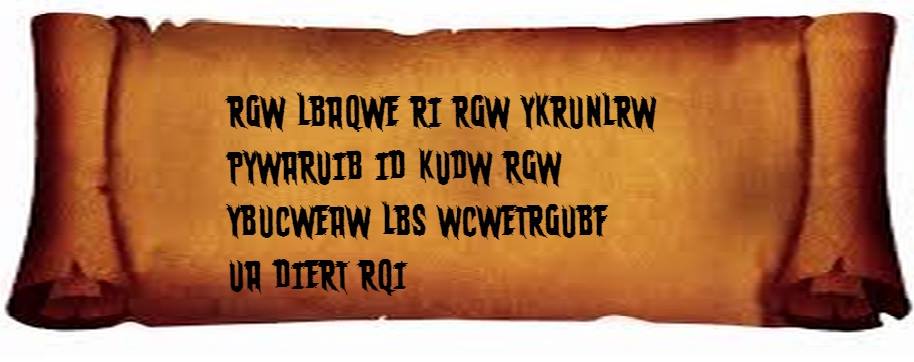 RGW LBAQWE RI RGW YKRUNLRW
PYWARUIB ID KUDW RGW
YBUCWEAW LBS WCWETRGUBF
UA DIERT RQI